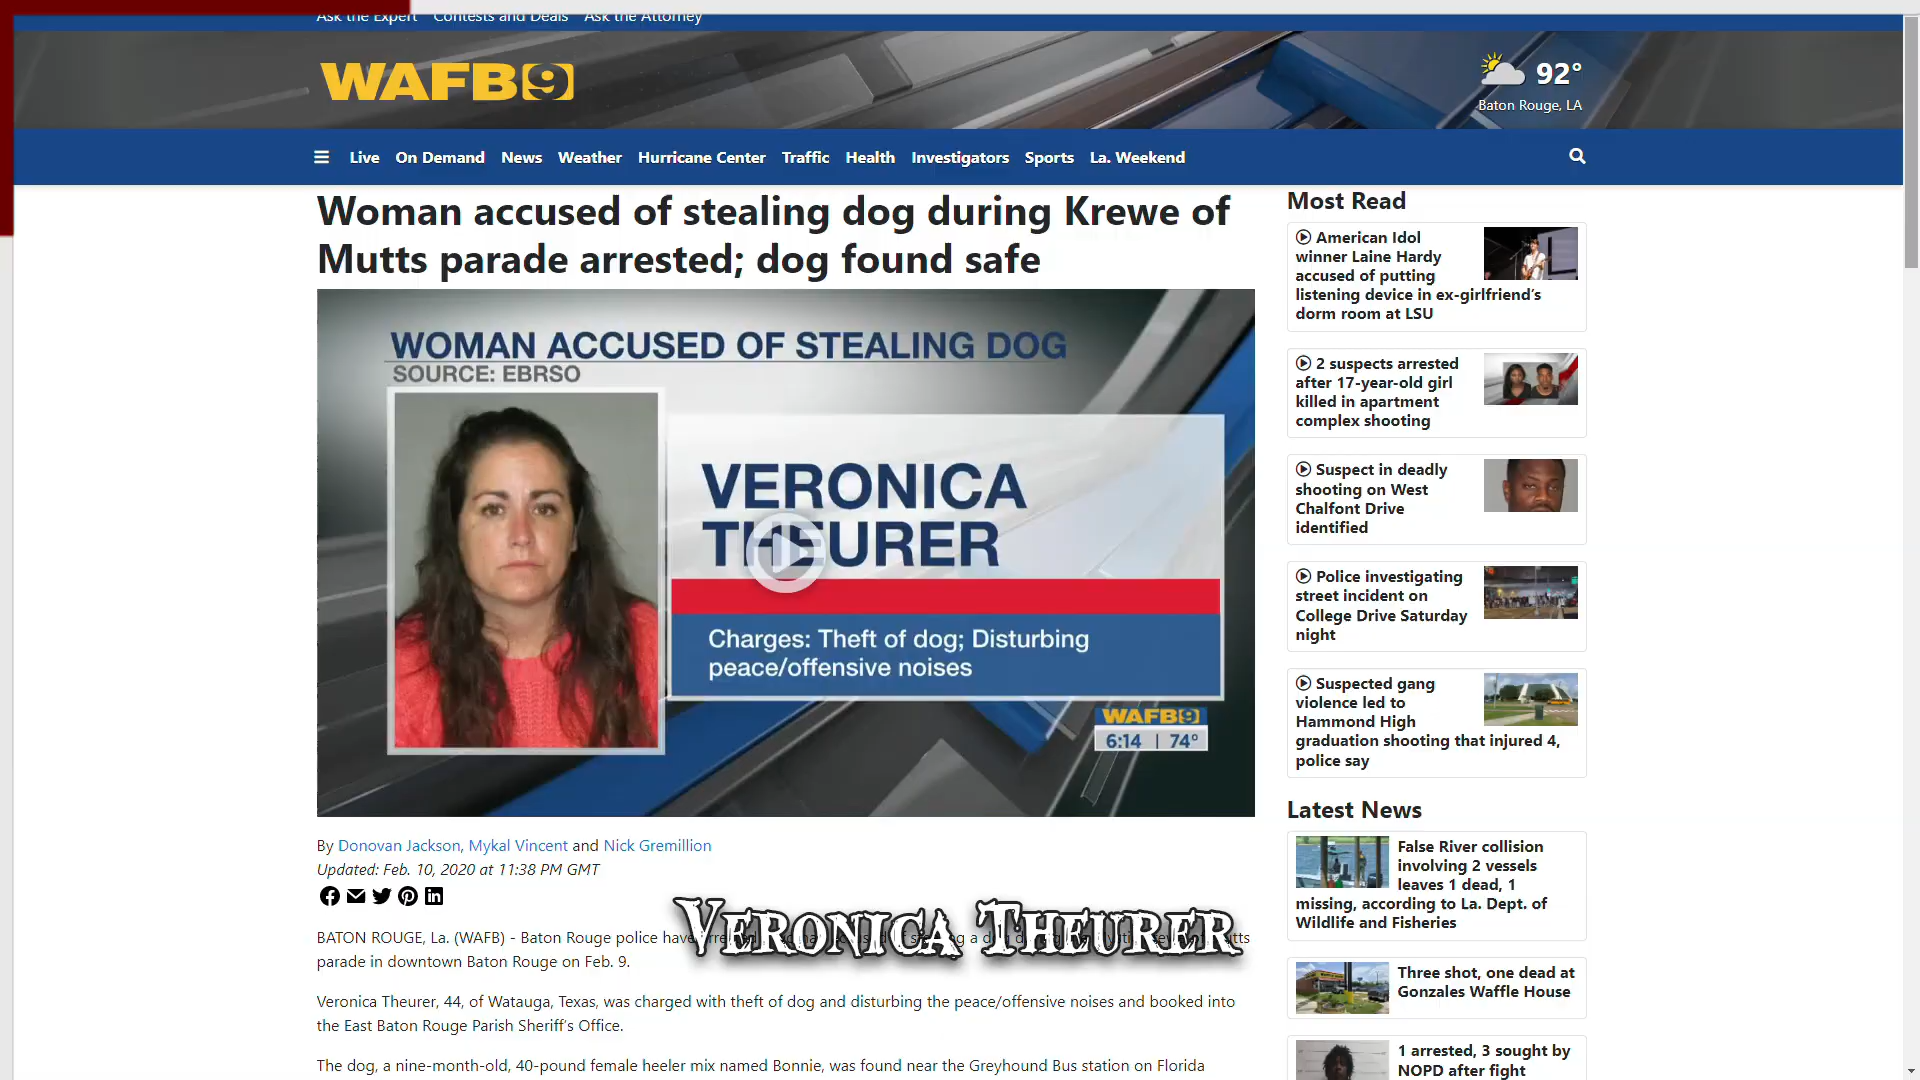 Ask the Expert Contests and Deals Ask the Attorney
WAFB9
92°
Baton Rouge, LA
Live On Demand News Weather Hurricane Center Traffic Health Investigators Sports La. Weekend
Woman accused of stealing dog during Krewe of
Mutts parade arrested; dog found safe
WOMAN ACCUSED OF STEALING DOG
SOURCE: EBRSO
VERONICA
THEURER
Charges: Theft of dog; Disturbing
peace/offensive noises
WAFB9
6:14 | 74°
By Donovan Jackson, Mykal Vincent and Nick Gremillion
Updated: Feb. 10, 2020 at 11:38 PM GMT
Veronica Theurer
BATON ROUGE, La. (WAFB) - Baton Rouge police have
parade in downtown Baton Rouge on Feb. 9.
Veronica Theurer, 44, of Watauga, Texas, was charged with theft of dog and disturbing the peace/offensive noises and booked into
the East Baton Rouge Parish Sheriff's Office.
The dog, a nine-month-old, 40-pound female heeler mix named Bonnie, was found near the Greyhound Bus station on Florida
Most Read
American Idol
winner Laine Hardy
accused of putting
listening device in ex-girlfriend's
dorm room at LSU
2 suspects arrested
after 17-year-old girl
killed in apartment
complex shooting
Suspect in deadly
shooting on West
Chalfont Drive
identified
Police investigating
street incident on
College Drive Saturday
night
Suspected gang
violence led to
Hammond High
graduation shooting that injured 4,
police say
Latest News
False River collision
involving 2 vessels
leaves 1 dead, 1
missing, according to La. Dept. of
Wildlife and Fisheries
Three shot, one dead at
Gonzales Waffle House
1 arrested, 3 sought by
NOPD after fight